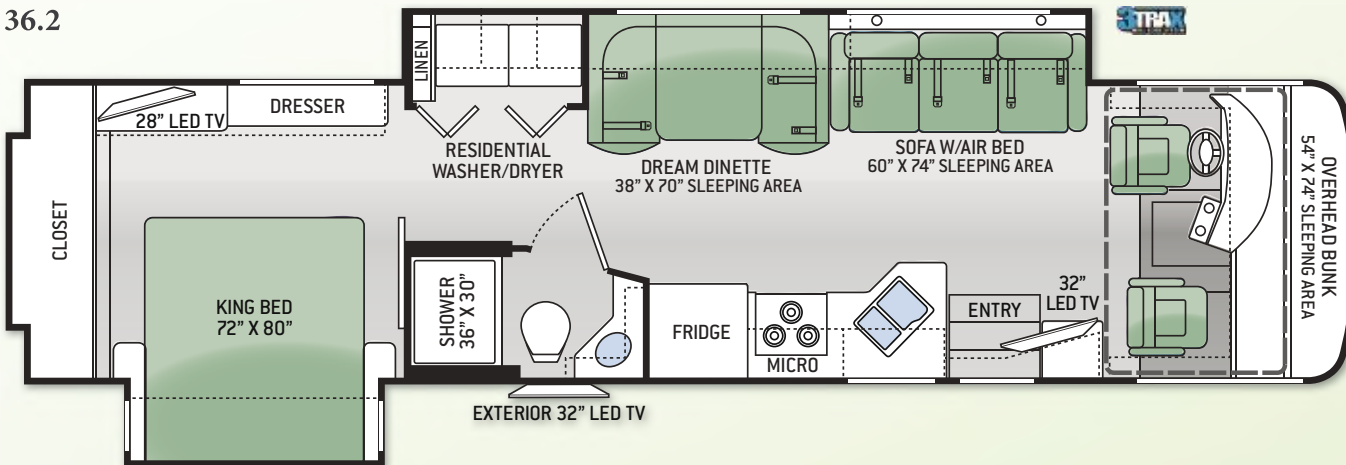 36.2
3TRAX
LINEN
28” LED TV
DRESSER
RESIDENTIAL
WASHER/DRYER
DREAM DINETTE
38” X 70” SLEEPING AREA
SOFA W/AIR BED
60” X 74” SLEEPING AREA
OVERHEAD BUNK
54” X 74” SLEEPING AREA
CLOSET
KING BED
72” X 80”
SHOWER
36” X 30”
FRIDGE
MICRO
ENTRY
32”
LED TV
EXTERIOR 32” LED TV